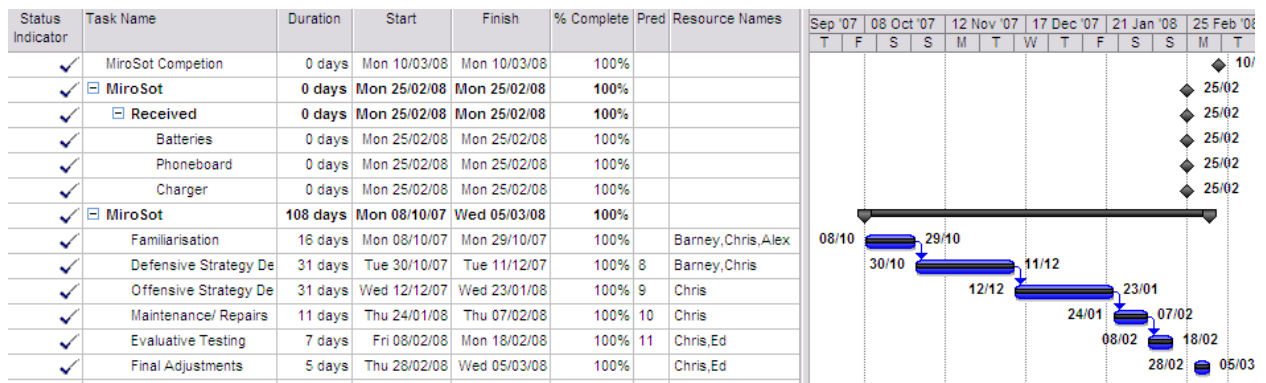 Status Indicator Task Name Duration Start Finish % Complete Pred Resource Names Sep '07 08 Oct '07 12 Nov '07 17 Dec '07 21 Jan '08 25 Feb '08
T F S S M T W T F S S M T
MiroSot Competion 0 days Mon 10/03/08 Mon 10/03/08 100% 10/
MiroSot 0 days Mon 25/02/08 Mon 25/02/08 100% 25/02
Received 0 days Mon 25/02/08 Mon 25/02/08 100% 25/02
Batteries 0 days Mon 25/02/08 Mon 25/02/08 100% 25/02
Phoneboard 0 days Mon 25/02/08 Mon 25/02/08 100% 25/02
Charger 0 days Mon 25/02/08 Mon 25/02/08 100% 25/02
MiroSot 108 days Mon 08/10/07 Wed 05/03/08 100%
Familiarisation 16 days Mon 08/10/07 Mon 29/10/07 100% Barney,Chris,Alex 08/10 29/10
Defensive Strategy De 31 days Tue 30/10/07 Tue 11/12/07 100% 8 Barney,Chris 30/10 11/12
Offensive Strategy De 31 days Wed 12/12/07 Wed 23/01/08 100% 9 Chris 12/12 23/01
Maintenance/ Repairs 11 days Thu 24/01/08 Thu 07/02/08 100% 10 Chris 24/01 07/02
Evaluative Testing 7 days Fri 08/02/08 Mon 18/02/08 100% 11 Chris,Ed 08/02 18/02
Final Adjustments 5 days Thu 28/02/08 Wed 05/03/08 100% Chris,Ed 28/02 05/03